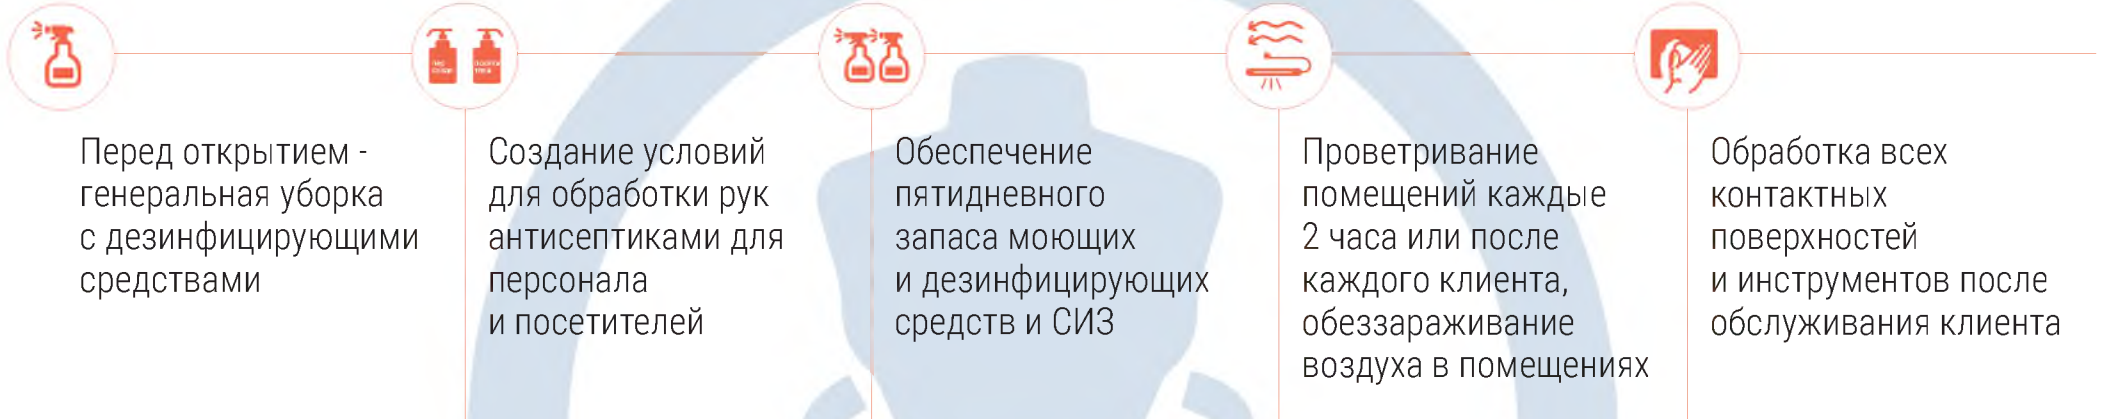 Перед открытием -
генеральная уборка
с дезинфицирующими
средствами
Создание условий
для обработки рук
антисептиками для
персонала
и посетителей
Обеспечение
пятидневного
запаса моющих
и дезинфицирующих
средств и СИЗ
Проветривание
помещений каждые
2 часа или после
каждого клиента,
обеззараживание
воздуха в помещениях
Обработка всех
контактных
поверхностей
и инструментов после
обслуживания клиента